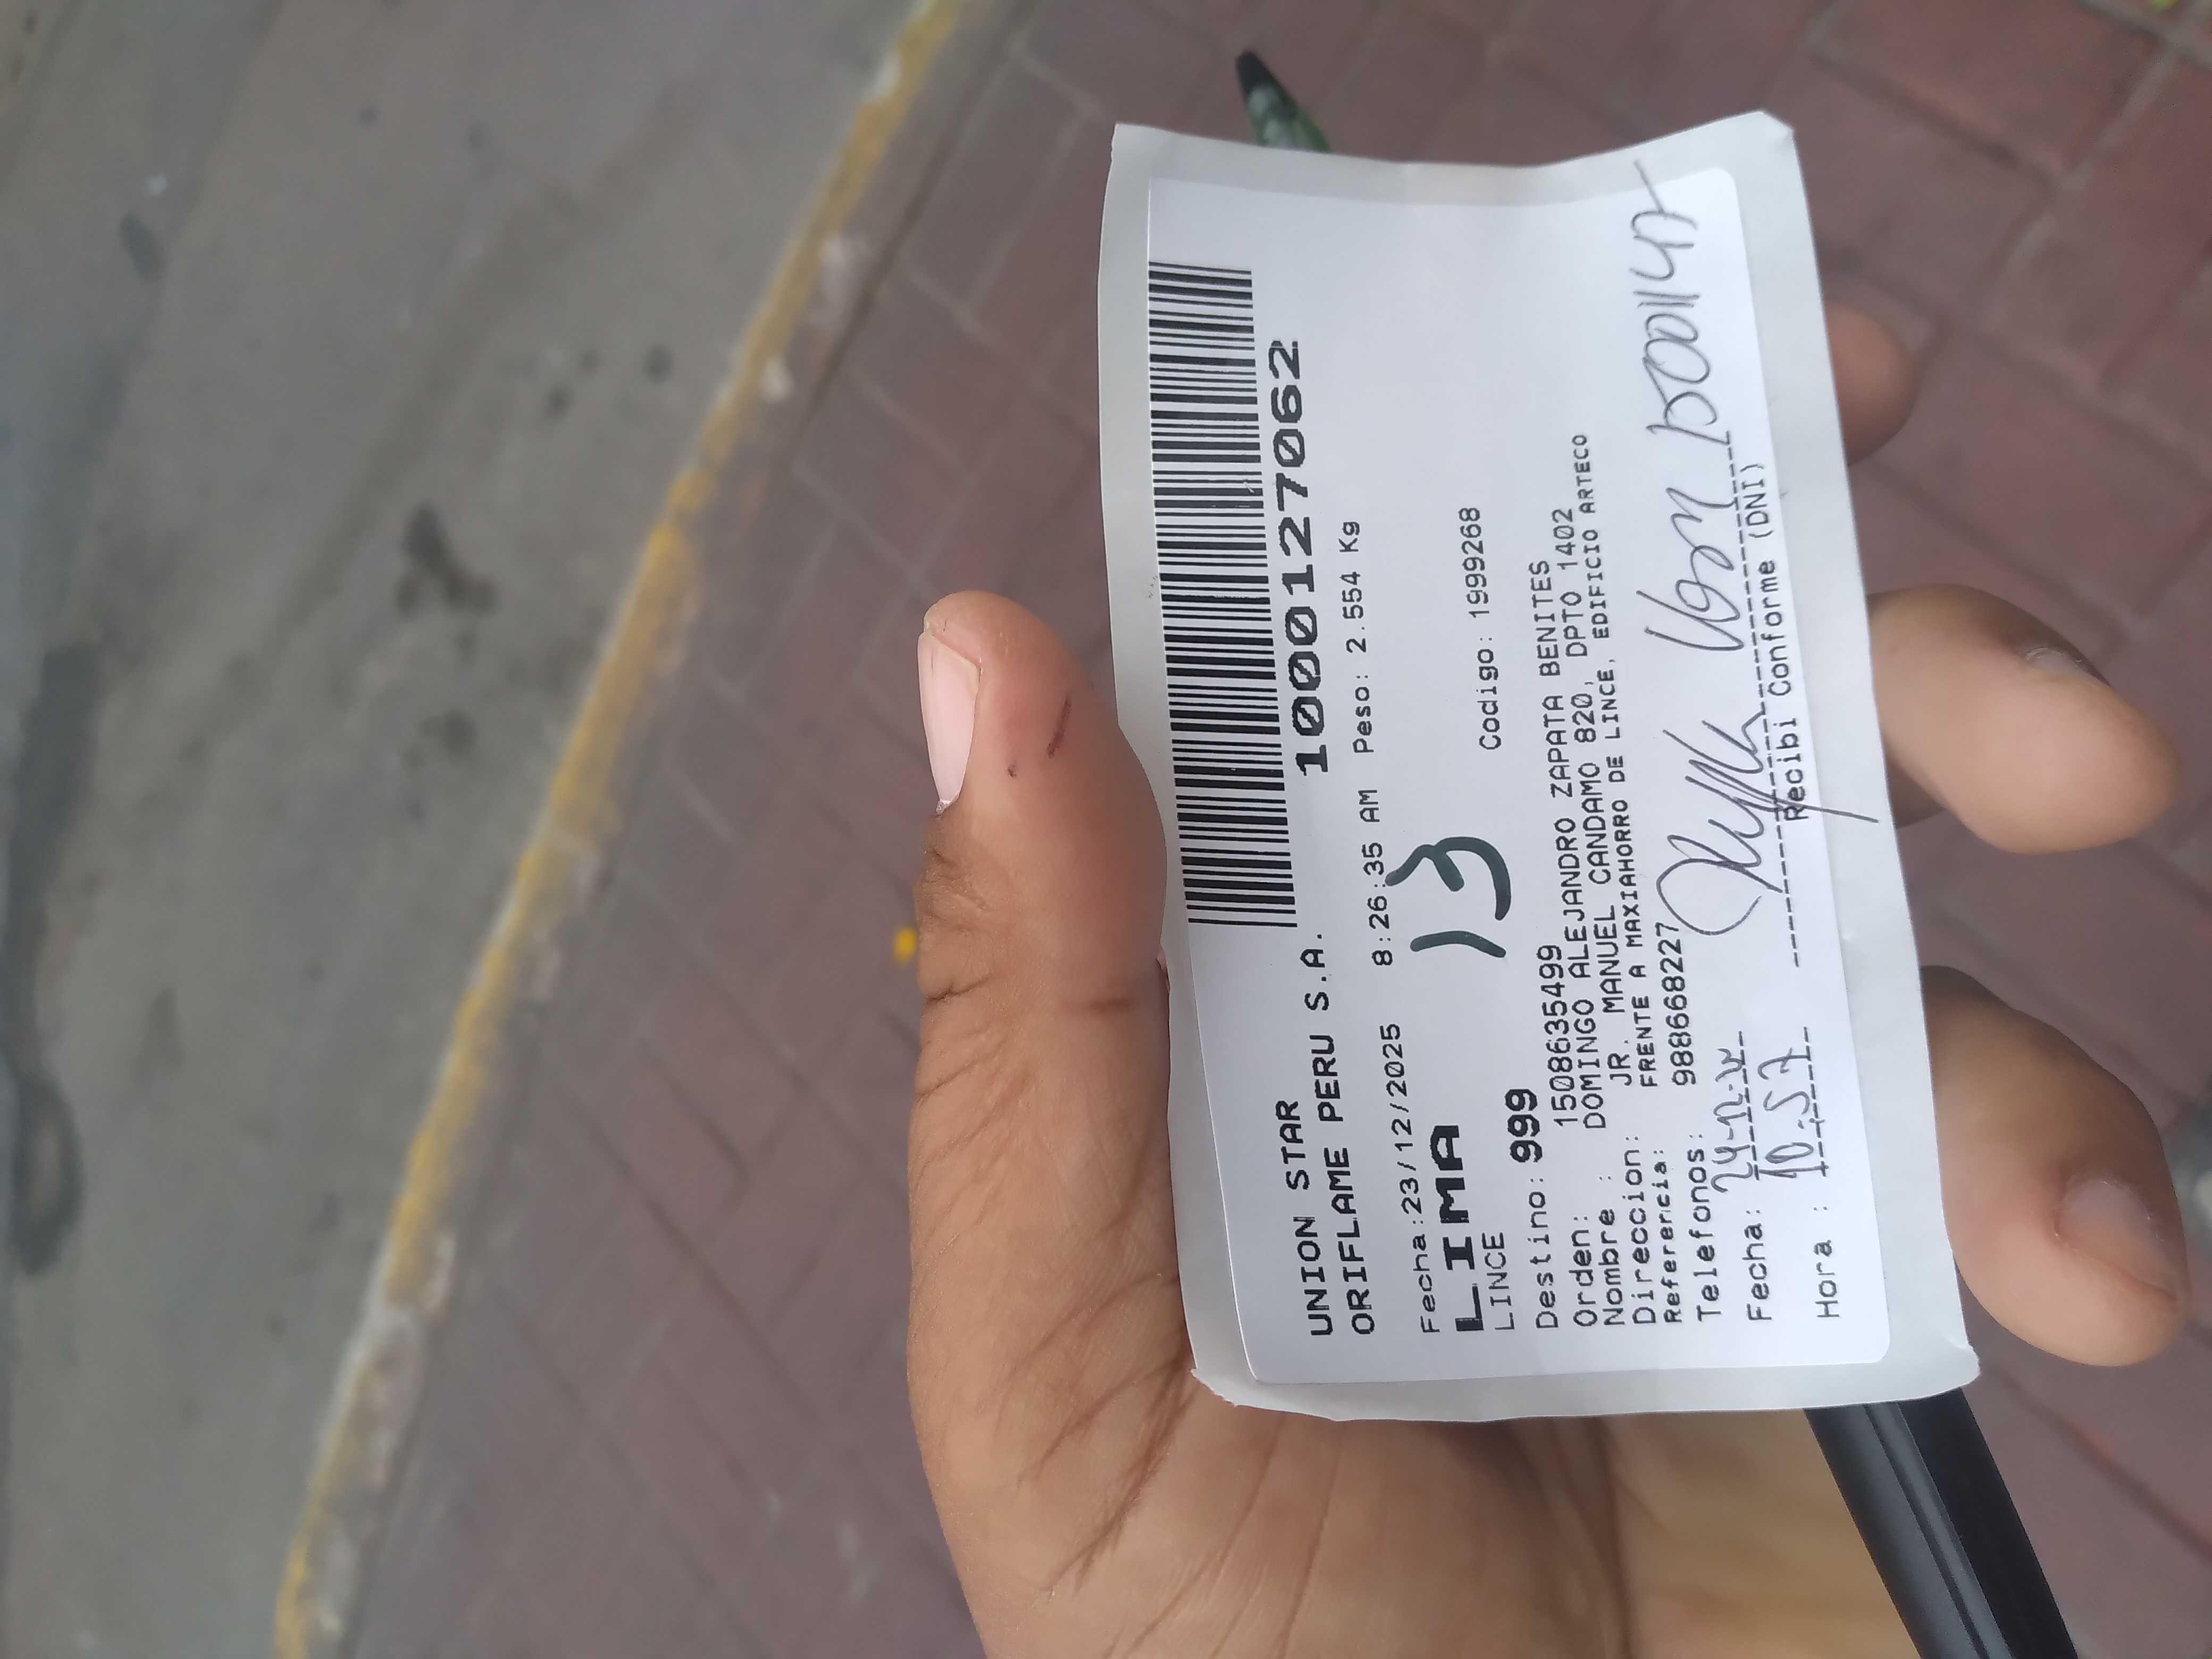 UNION STAR
ORIFLAME PERU S.A. 1000127062
Fecha:23/12/2025 8:26:35 AM Peso: 2.554 Kg
LIMA 13
LINCE Codigo: 1999268
Destino: 999
Orden: 1508635499
Nombre : DOMINGO ALEJANDRO ZAPATA BENITES
Direccion: JR. MANUEL CANDAMO 820, DPTO 1402
Referencia: FRENTE A MAXIAHORRO DE LINCE, EDIFICIO ARTECO
Telefonos: 988668227
Fecha: 24-12-25
Hora : 10:57
Recibi Conforme (DNI)